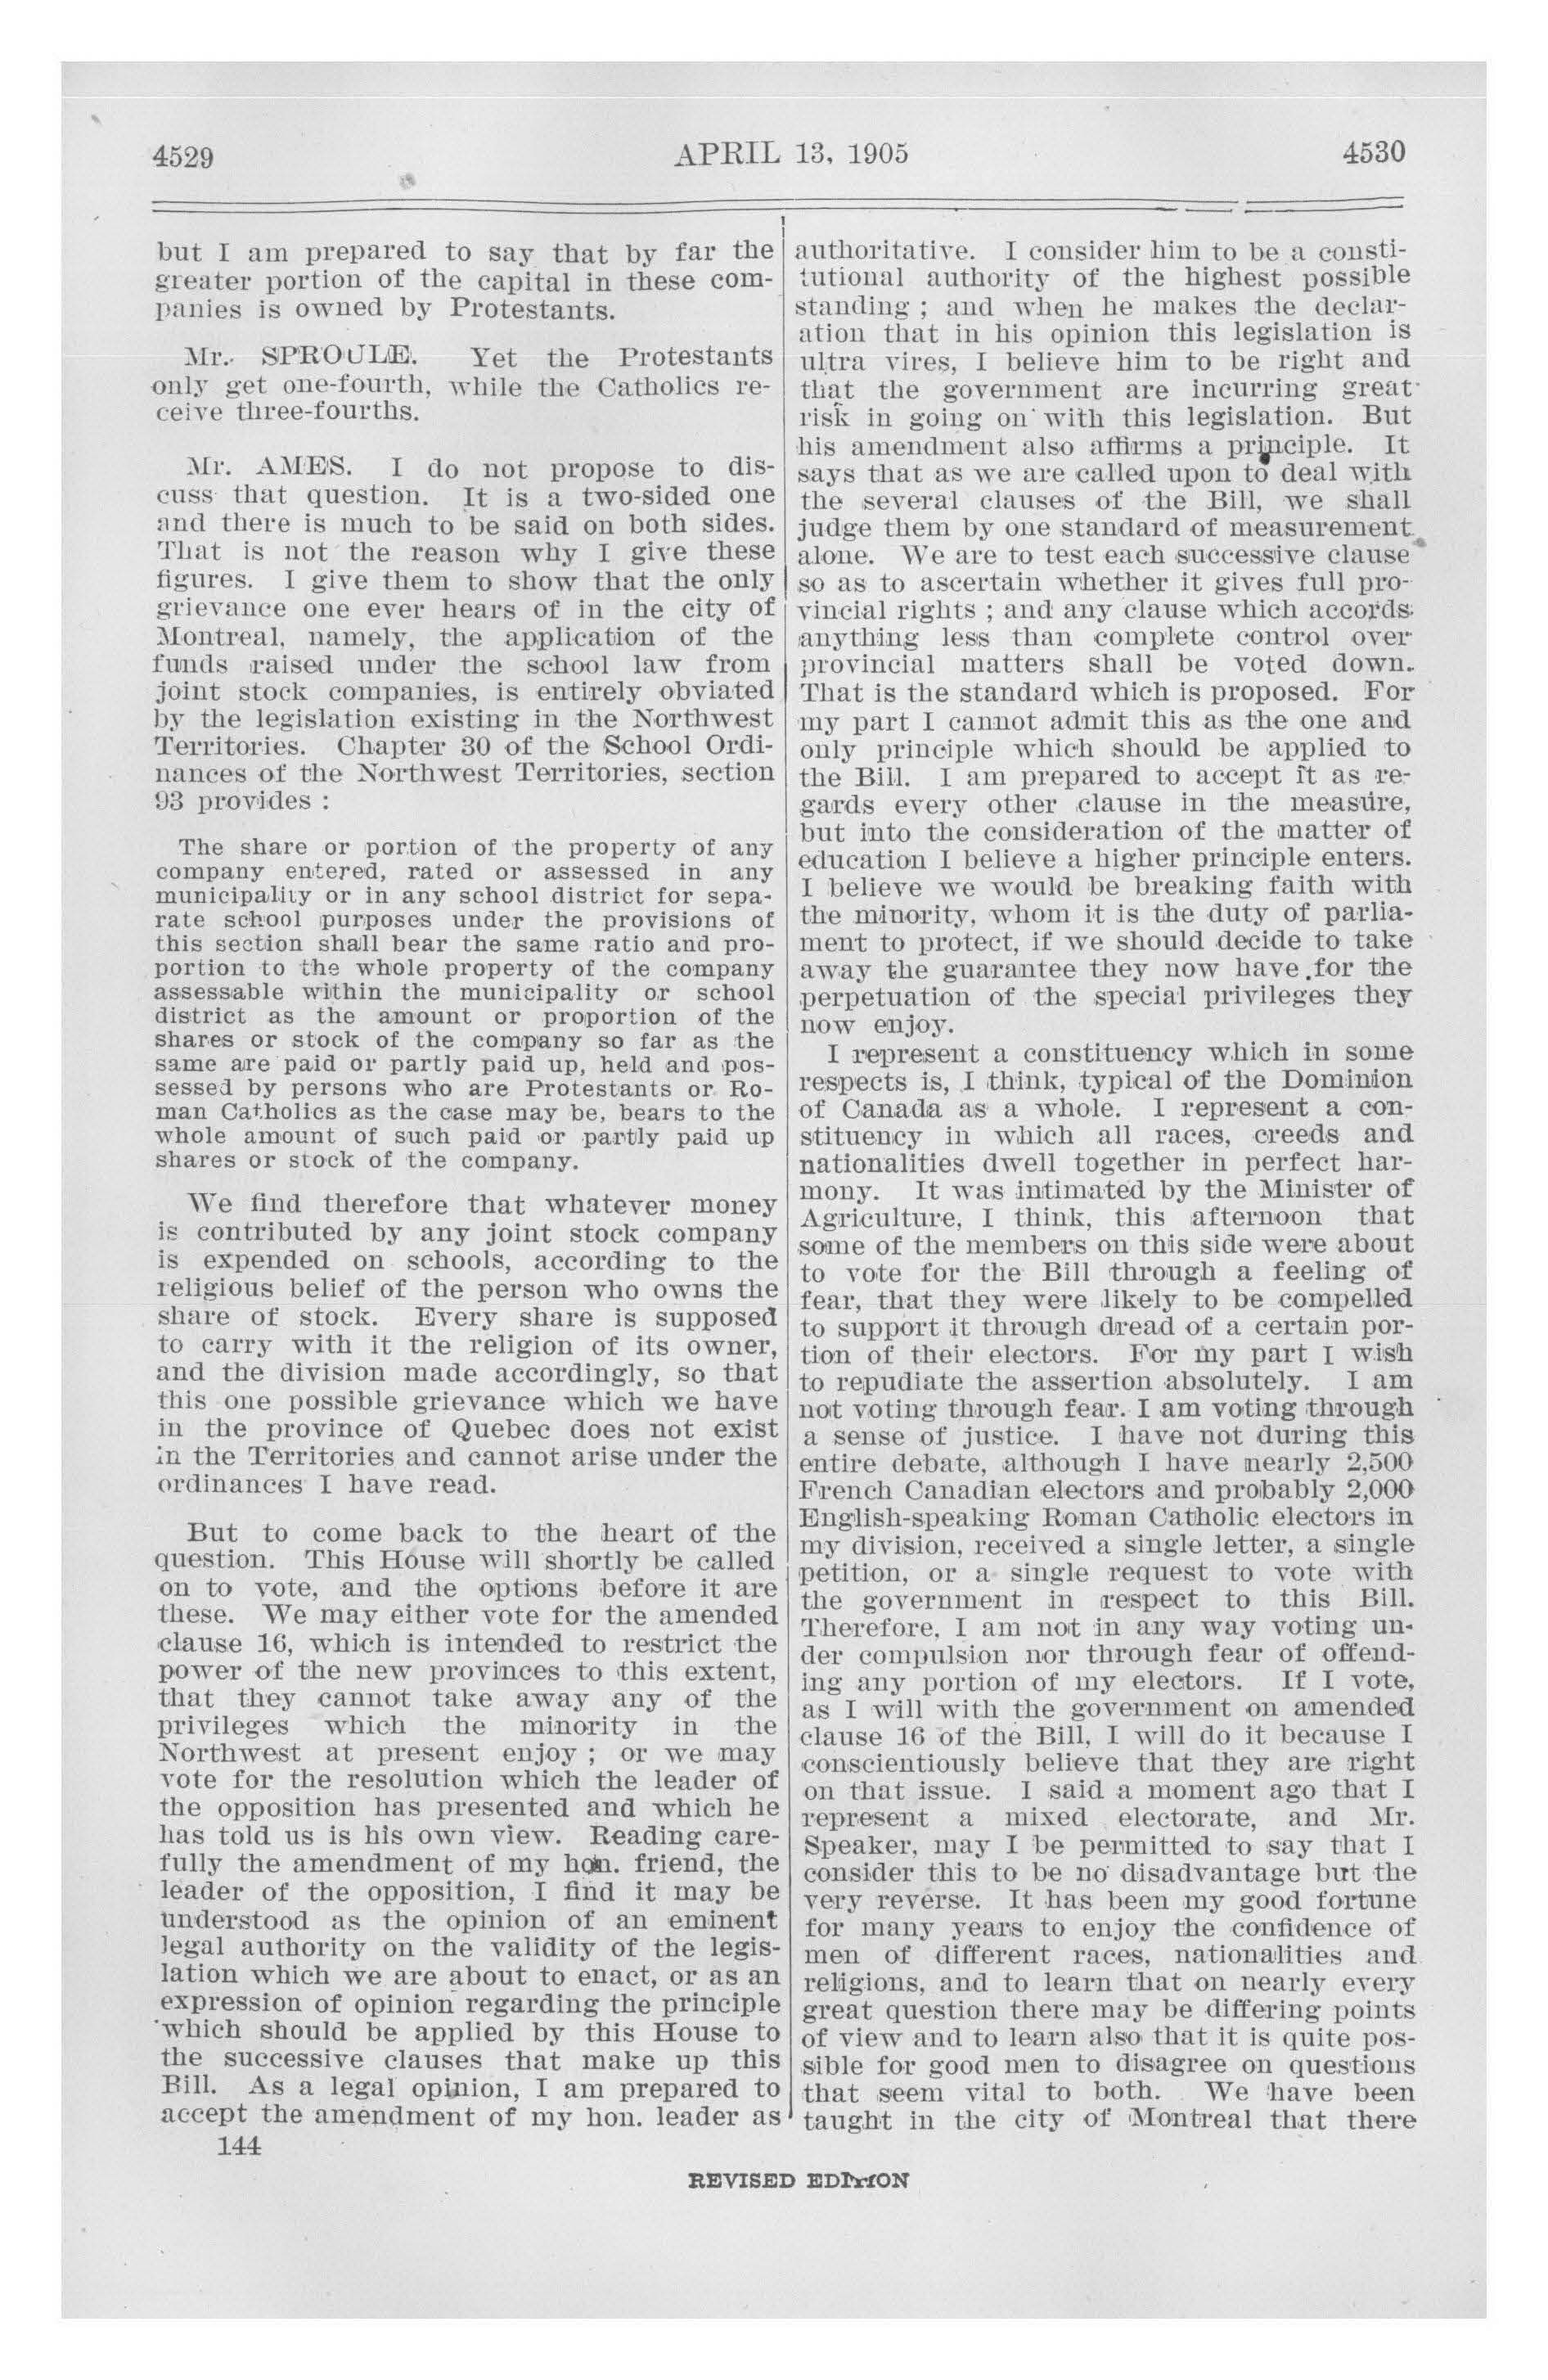 4529 APRIL 13, 1905 4530
but I am prepared to say that by far the
greater portion of the capital in these com-
panies is owned by Protestants.
Mr. SPROULE. Yet the Protestants
only get one-fourth, while the Catholics re-
ceive three-fourths.
Mr. AMES. I do not propose to dis-
cuss that question. It is a two-sided one
and there is much to be said on both sides.
That is not the reason why I give these
figures. I give them to show that the only
grievance one ever hears of in the city of
Montreal, namely, the application of the
funds raised under the school law from
joint stock companies, is entirely obviated
by the legislation existing in the Northwest
Territories. Chapter 30 of the School Ordi-
nances of the Northwest Territories, section
93 provides :
The share or portion of the property of any
company entered, rated or assessed in any
municipality or in any school district for sepa-
rate school purposes under the provisions of
this section shall bear the same ratio and pro-
portion to the whole property of the company
assessable within the municipality or school
district as the amount or proportion of the
shares or stock of the company so far as the
same are paid or partly paid up, held and pos-
sessed by persons who are Protestants or Ro-
man Catholics as the case may be, bears to the
whole amount of such paid or partly paid up
shares or stock of the company.
We find therefore that whatever money
is contributed by any joint stock company
is expended on schools, according to the
religious belief of the person who owns the
share of stock. Every share is supposed
to carry with it the religion of its owner,
and the division made accordingly, so that
this one possible grievance which we have
in the province of Quebec does not exist
in the Territories and cannot arise under the
ordinances I have read.
But to come back to the heart of the
question. This House will shortly be called
on to vote, and the options before it are
these. We may either vote for the amended
clause 16, which is intended to restrict the
power of the new provinces to this extent,
that they cannot take away any of the
privileges which the minority in the
Northwest at present enjoy ; or we may
vote for the resolution which the leader of
the opposition has presented and which he
has told us is his own view. Reading care-
fully the amendment of my hon. friend, the
leader of the opposition, I find it may be
understood as the opinion of an eminent
legal authority on the validity of the legis-
lation which we are about to enact, or as an
expression of opinion regarding the principle
which should be applied by this House to
the successive clauses that make up this
Bill. As a legal opinion, I am prepared to
accept the amendment of my hon. leader as
144
authoritative. I consider him to be a consti-
tutional authority of the highest possible
standing ; and when he makes the declar-
ation that in his opinion this legislation is
ultra vires, I believe him to be right and
that the government are incurring great
risk in going on with this legislation. But
his amendment also affirms a principle. It
says that as we are called upon to deal with
the several clauses of the Bill, we shall
judge them by one standard of measurement
alone. We are to test each successive clause
so as to ascertain whether it gives full pro-
vincial rights ; and any clause which accords
anything less than complete control over
provincial matters shall be voted down.
That is the standard which is proposed. For
my part I cannot admit this as the one and
only principle which should be applied to
the Bill. I am prepared to accept it as re-
gards every other clause in the measure,
but into the consideration of the matter of
education I believe a higher principle enters.
I believe we would be breaking faith with
the minority, whom it is the duty of parlia-
ment to protect, if we should decide to take
away the guarantee they now have for the
perpetuation of the special privileges they
now enjoy.
I represent a constituency which in some
respects is, I think, typical of the Dominion
of Canada as a whole. I represent a con-
stituency in which all races, creeds and
nationalities dwell together in perfect har-
mony. It was intimated by the Minister of
Agriculture, I think, this afternoon that
some of the members on this side were about
to vote for the Bill through a feeling of
fear, that they were likely to be compelled
to support it through dread of a certain por-
tion of their electors. For my part I wish
to repudiate the assertion absolutely. I am
not voting through fear. I am voting through
a sense of justice. I have not during this
entire debate, although I have nearly 2,500
French Canadian electors and probably 2,000
English-speaking Roman Catholic electors in
my division, received a single letter, a single
petition, or a single request to vote with
the government in respect to this Bill.
Therefore, I am not in any way voting un-
der compulsion nor through fear of offend-
ing any portion of my electors. If I vote,
as I will with the government on amended
clause 16 of the Bill, I will do it because I
conscientiously believe that they are right
on that issue. I said a moment ago that I
represent a mixed electorate, and Mr.
Speaker, may I be permitted to say that I
consider this to be no disadvantage but the
very reverse. It has been my good fortune
for many years to enjoy the confidence of
men of different races, nationalities and
religions, and to learn that on nearly every
great question there may be differing points
of view and to learn also that it is quite pos-
sible for good men to disagree on questions
that seem vital to both. We have been
taught in the city of Montreal that there
REVISED EDITION